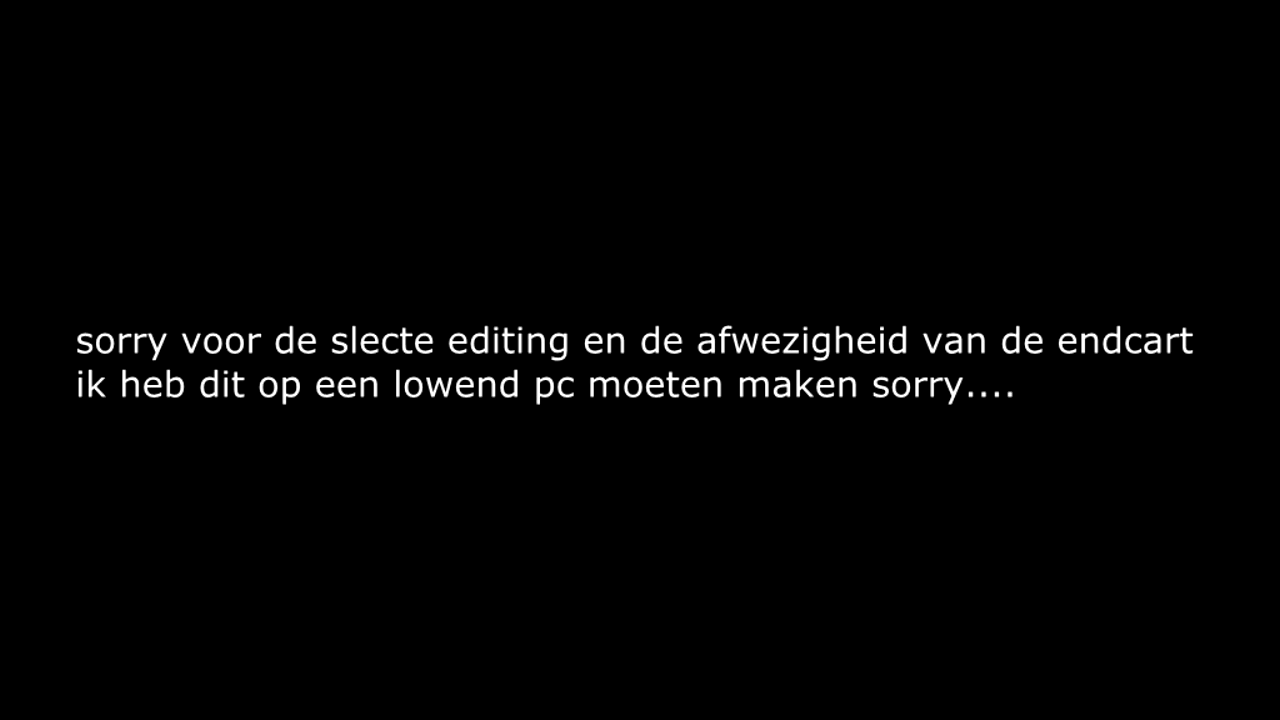 sorry voor de slecte editing en de afwezigheid van de endcart
ik heb dit op een lowend pc moeten maken sorry....